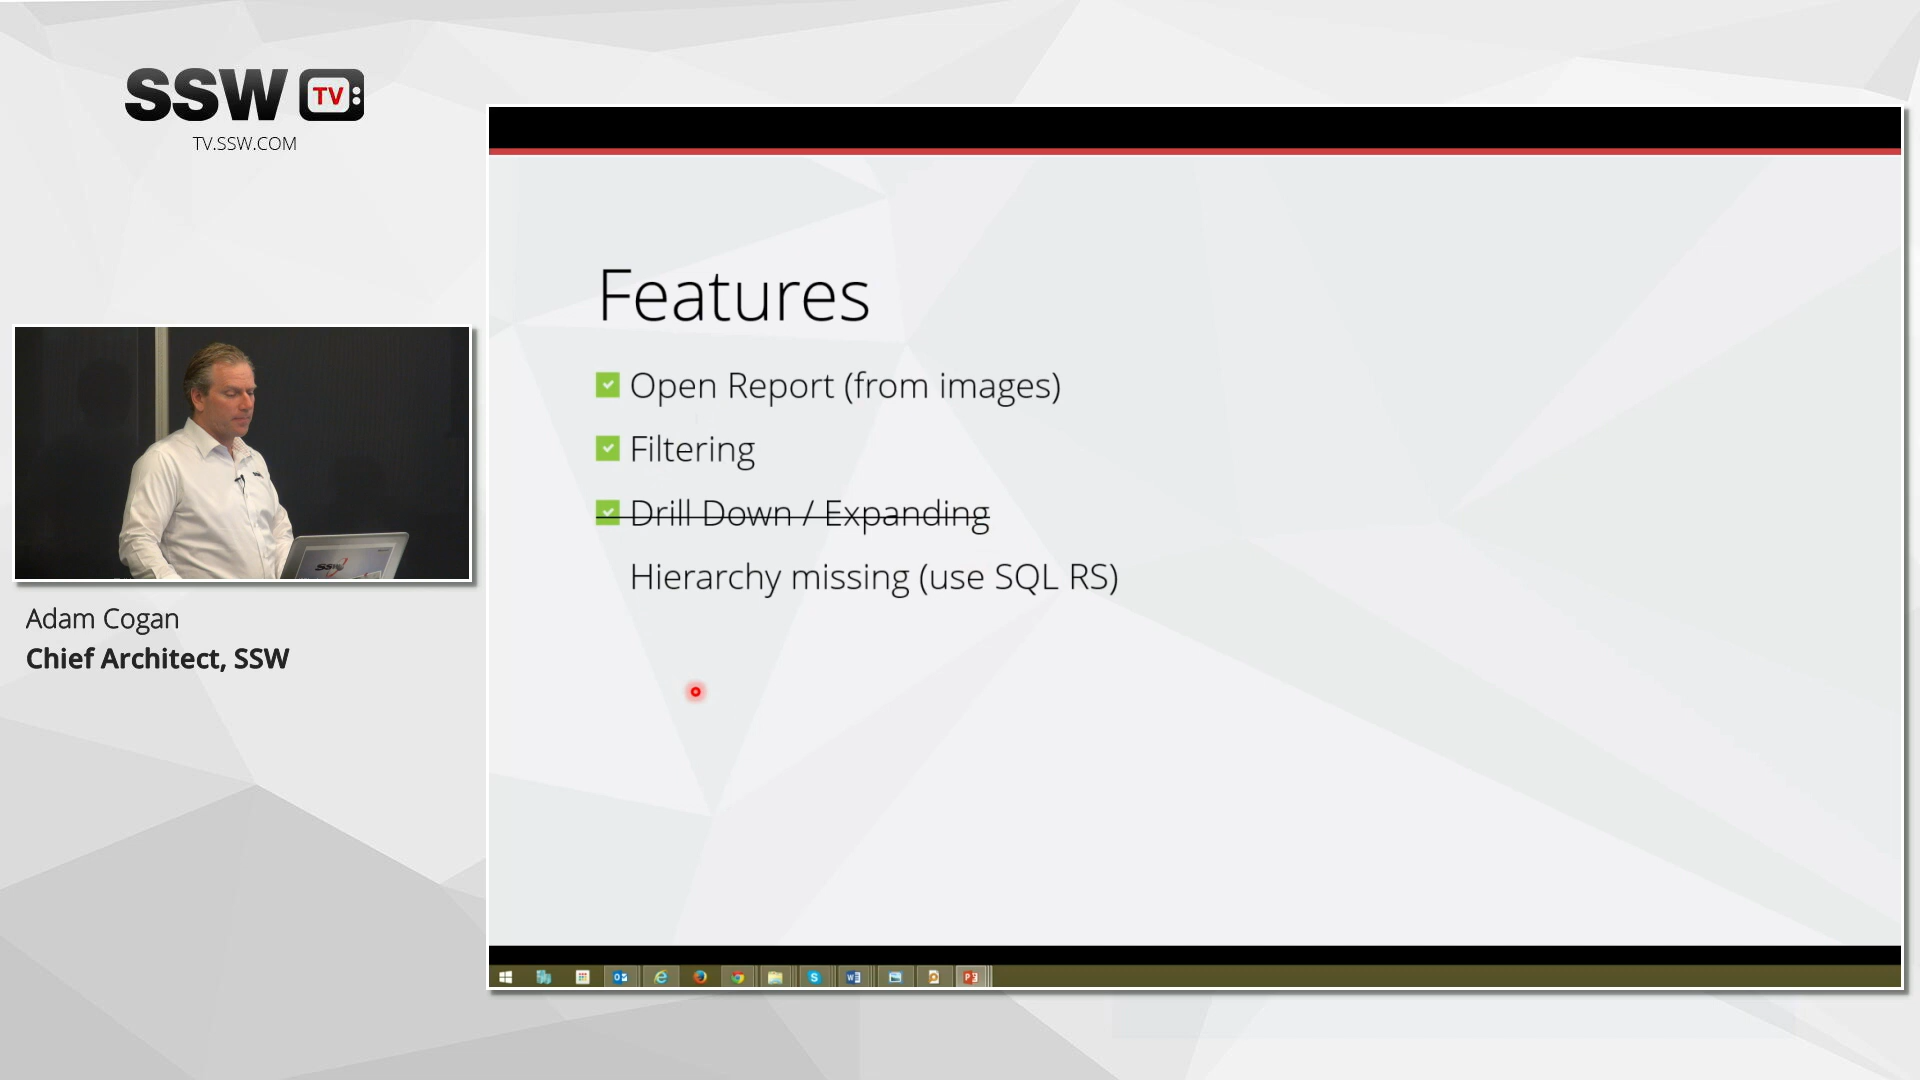 SSW TV
TV.SSW.COM
Features
Open Report (from images)
Filtering
Drill Down / Expanding
Hierarchy missing (use SQL RS)
SSW
Adam Cogan
Chief Architect, SSW